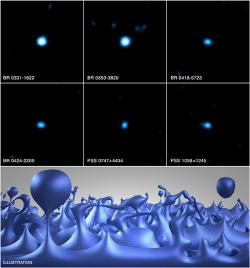 BR 0331-1622
BR 0353-3820
BR 0418-5723
BR 0424-2209
PSS 0747+4434
PSS 1058+1245
ILLUSTRATION